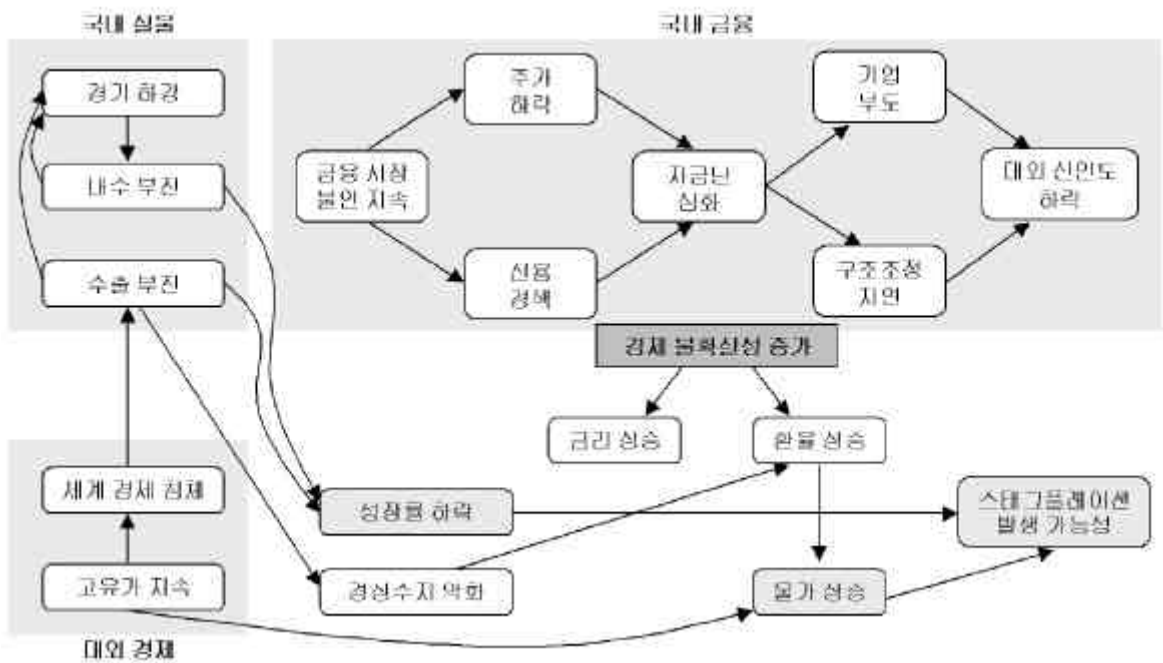 국내 실물
국내 금융
경기 하강
내수 부진
수출 부진
주가
하락
기업
부도
금융 시장
불안 지속
자금난
심화
대외 신인도
하락
신용
경색
구조조정
지연
경제 불확실성 증가
금리 상승
환율 상승
세계 경제 침체
성장률 하락
스태그플레이션
발생 가능성
고유가 지속
경상수지 악화
물가 상승
대외 경제